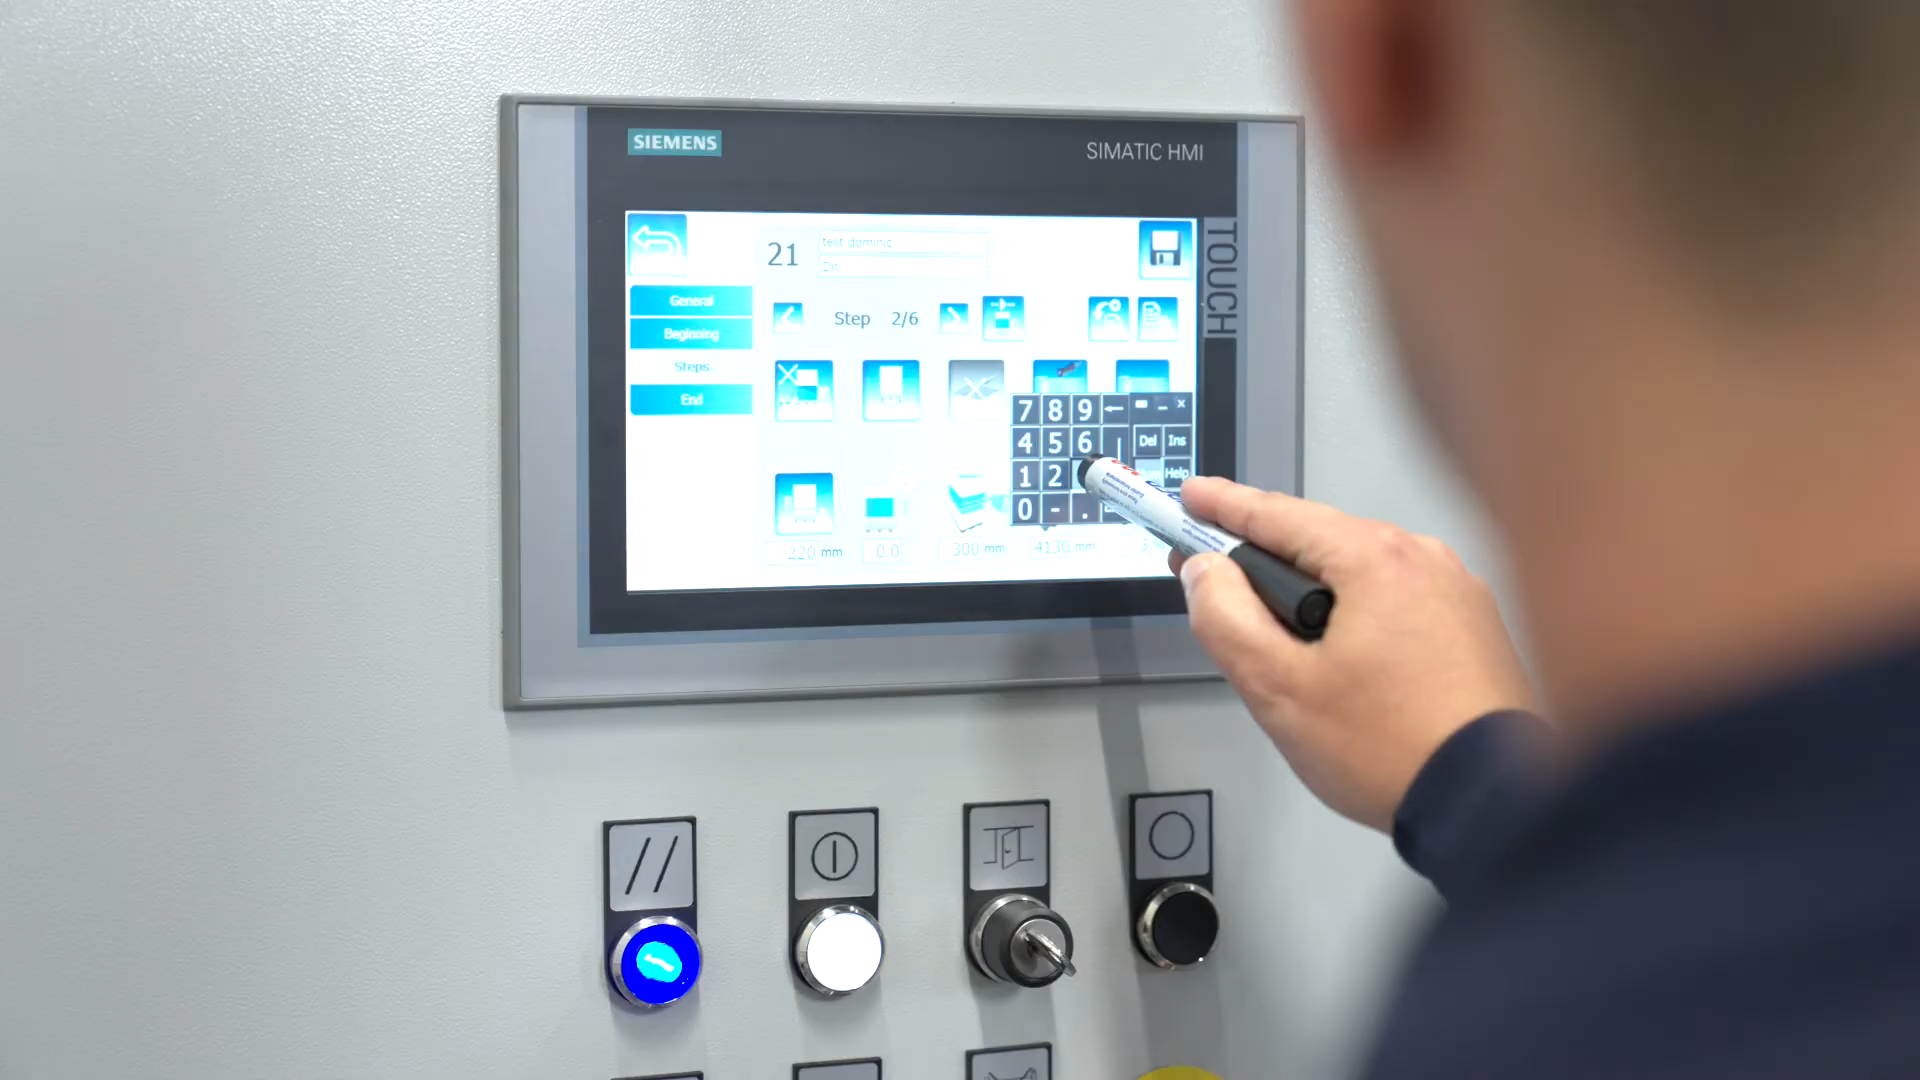 SIEMENS
SIMATIC HMI
TOUCH
21
test dominic
Dn
General
Beginning
Steps
End
Step 2/6
7 8 9
4 5 6 Del Ins
1 2 Help
0 - .
220 mm
0.0
300 mm
4130 mm